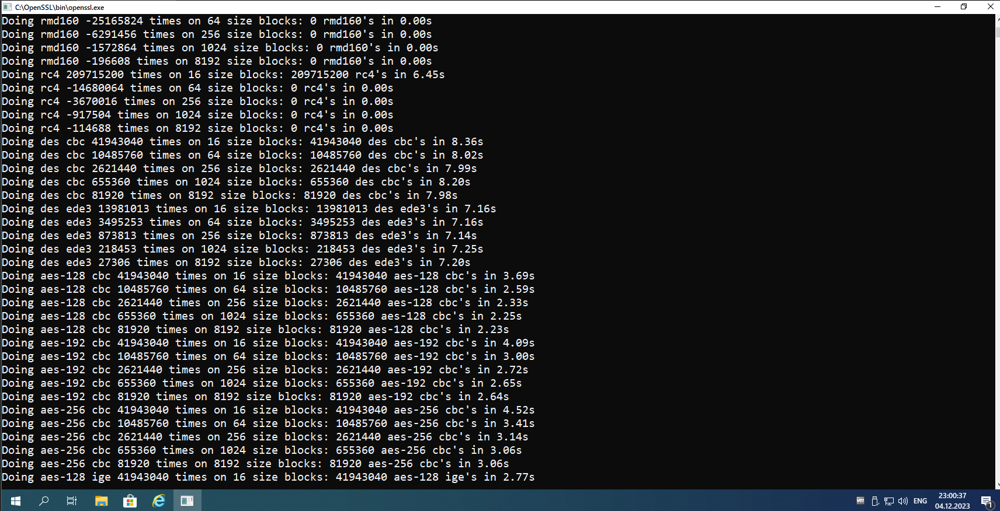 C:\OpenSSL\bin\openssl.exe
Doing rmd160 -25165824 times on 64 size blocks: 0 rmd160's in 0.00s
Doing rmd160 -6291456 times on 256 size blocks: 0 rmd160's in 0.00s
Doing rmd160 -1572864 times on 1024 size blocks: 0 rmd160's in 0.00s
Doing rmd160 -196608 times on 8192 size blocks: 0 rmd160's in 0.00s
Doing rc4 209715200 times on 16 size blocks: 209715200 rc4's in 6.45s
Doing rc4 -14680064 times on 64 size blocks: 0 rc4's in 0.00s
Doing rc4 -3670016 times on 256 size blocks: 0 rc4's in 0.00s
Doing rc4 -917504 times on 1024 size blocks: 0 rc4's in 0.00s
Doing rc4 -114688 times on 8192 size blocks: 0 rc4's in 0.00s
Doing des cbc 41943040 times on 16 size blocks: 41943040 des cbc's in 8.36s
Doing des cbc 10485760 times on 64 size blocks: 10485760 des cbc's in 8.02s
Doing des cbc 2621440 times on 256 size blocks: 2621440 des cbc's in 7.99s
Doing des cbc 655360 times on 1024 size blocks: 655360 des cbc's in 8.20s
Doing des cbc 81920 times on 8192 size blocks: 81920 des cbc's in 7.98s
Doing des ede3 13981013 times on 16 size blocks: 13981013 des ede3's in 7.16s
Doing des ede3 3495253 times on 64 size blocks: 3495253 des ede3's in 7.16s
Doing des ede3 873813 times on 256 size blocks: 873813 des ede3's in 7.14s
Doing des ede3 218453 times on 1024 size blocks: 218453 des ede3's in 7.25s
Doing des ede3 27306 times on 8192 size blocks: 27306 des ede3's in 7.20s
Doing aes-128 cbc 41943040 times on 16 size blocks: 41943040 aes-128 cbc's in 3.69s
Doing aes-128 cbc 10485760 times on 64 size blocks: 10485760 aes-128 cbc's in 2.59s
Doing aes-128 cbc 2621440 times on 256 size blocks: 2621440 aes-128 cbc's in 2.33s
Doing aes-128 cbc 655360 times on 1024 size blocks: 655360 aes-128 cbc's in 2.25s
Doing aes-128 cbc 81920 times on 8192 size blocks: 81920 aes-128 cbc's in 2.23s
Doing aes-192 cbc 41943040 times on 16 size blocks: 41943040 aes-192 cbc's in 4.09s
Doing aes-192 cbc 10485760 times on 64 size blocks: 10485760 aes-192 cbc's in 3.00s
Doing aes-192 cbc 2621440 times on 256 size blocks: 2621440 aes-192 cbc's in 2.72s
Doing aes-192 cbc 655360 times on 1024 size blocks: 655360 aes-192 cbc's in 2.65s
Doing aes-192 cbc 81920 times on 8192 size blocks: 81920 aes-192 cbc's in 2.64s
Doing aes-256 cbc 41943040 times on 16 size blocks: 41943040 aes-256 cbc's in 4.52s
Doing aes-256 cbc 10485760 times on 64 size blocks: 10485760 aes-256 cbc's in 3.41s
Doing aes-256 cbc 2621440 times on 256 size blocks: 2621440 aes-256 cbc's in 3.14s
Doing aes-256 cbc 655360 times on 1024 size blocks: 655360 aes-256 cbc's in 3.06s
Doing aes-256 cbc 81920 times on 8192 size blocks: 81920 aes-256 cbc's in 3.06s
Doing aes-128 ige 41943040 times on 16 size blocks: 41943040 aes-128 ige's in 2.77s
vm
ENG
23:00:37
04.12.2023
1